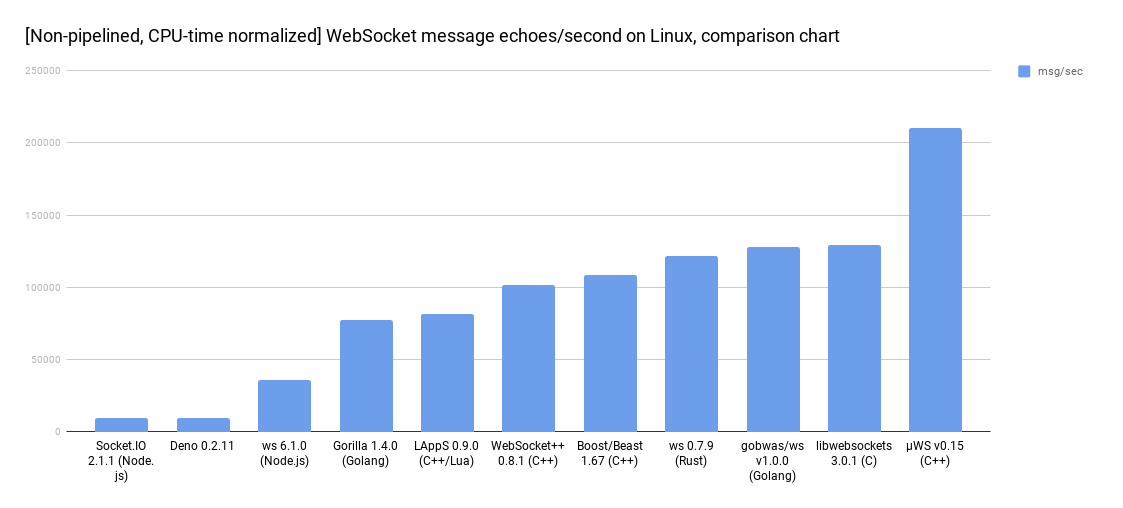 [Non-pipelined, CPU-time normalized] WebSocket message echoes/second on Linux, comparison chart
250000
msg/sec
200000
150000
100000
50000
0
Socket.IO
2.1.1 (Node.
js)
Deno 0.2.11
ws 6.1.0
(Node.js)
Gorilla 1.4.0
(Golang)
LAppS 0.9.0
(C++/Lua)
WebSocket++
0.8.1 (C++)
Boost/Beast
1.67 (C++)
ws 0.7.9
(Rust)
gobwas/ws
v1.0.0
(Golang)
libwebsockets
3.0.1 (C)
µWS v0.15
(C++)